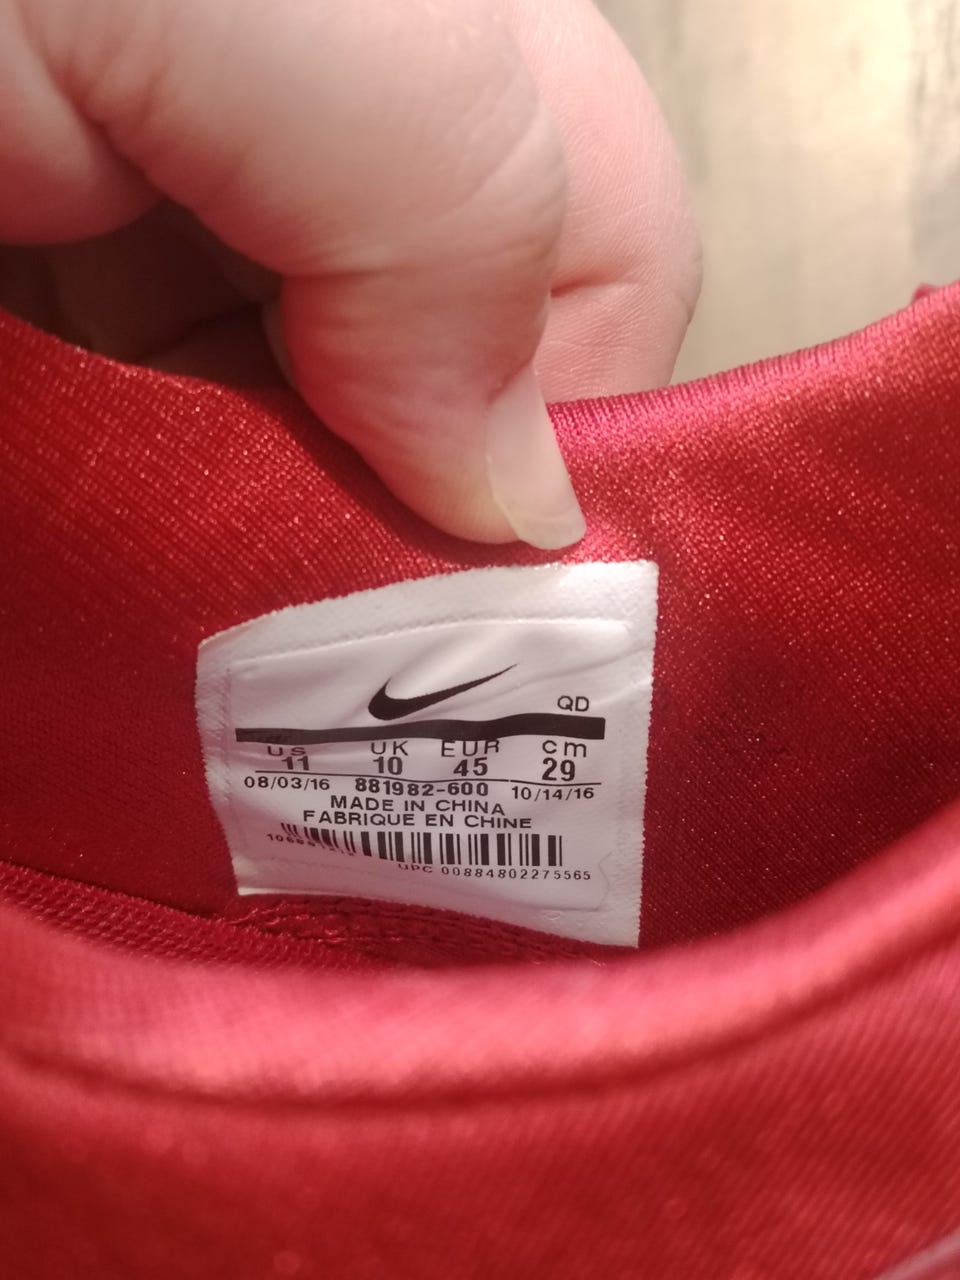 QD
US UK EUR cm
11 10 45 29
08/03/16 881982-600 10/14/16
MADE IN CHINA
FABRIQUE EN CHINE
UPC 00884802275565